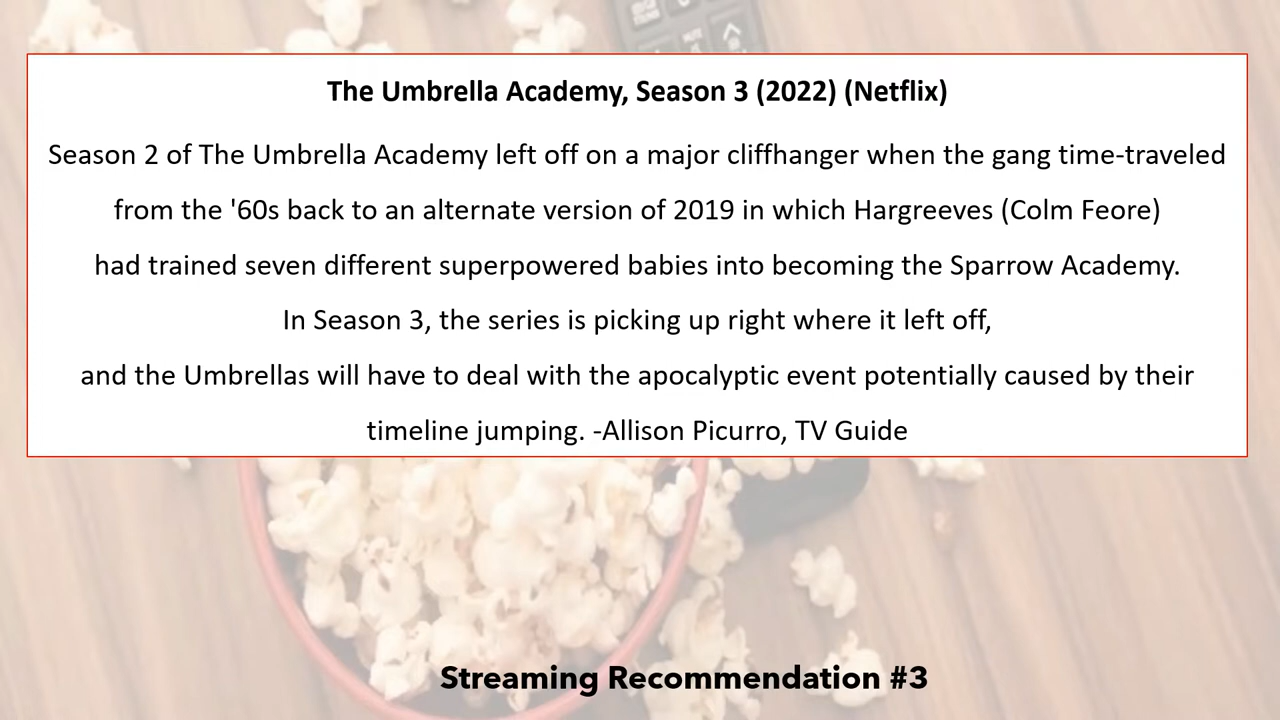 The Umbrella Academy, Season 3 (2022) (Netflix)
Season 2 of The Umbrella Academy left off on a major cliffhanger when the gang time-traveled
from the '60s back to an alternate version of 2019 in which Hargreeves (Colm Feore)
had trained seven different superpowered babies into becoming the Sparrow Academy.
In Season 3, the series is picking up right where it left off,
and the Umbrellas will have to deal with the apocalyptic event potentially caused by their
timeline jumping. -Allison Picurro, TV Guide
Streaming Recommendation #3